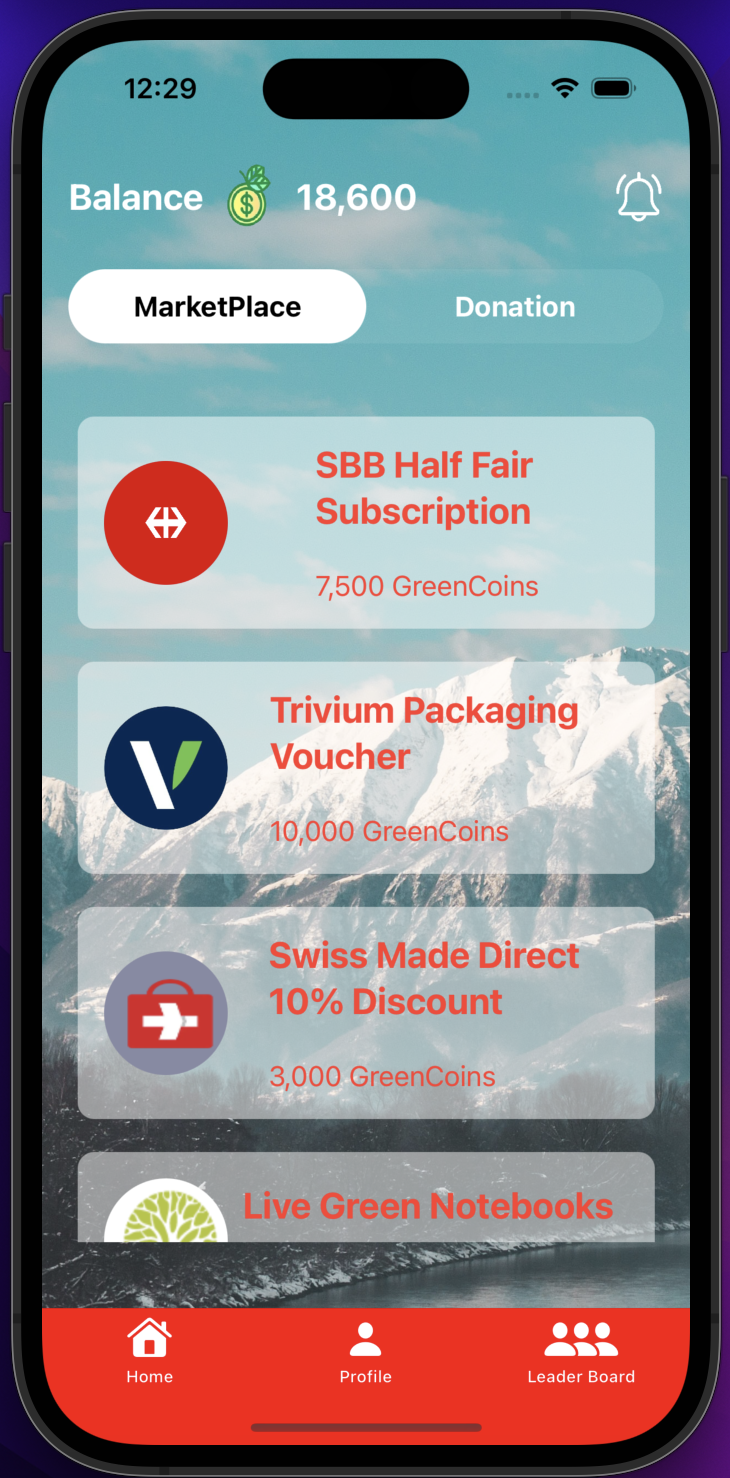 12:29
Balance $ 18,600
MarketPlace Donation
SBB Half Fair
Subscription
7,500 GreenCoins
Trivium Packaging
Voucher
10,000 GreenCoins
Swiss Made Direct
10% Discount
3,000 GreenCoins
Live Green Notebooks
Home Profile Leader Board